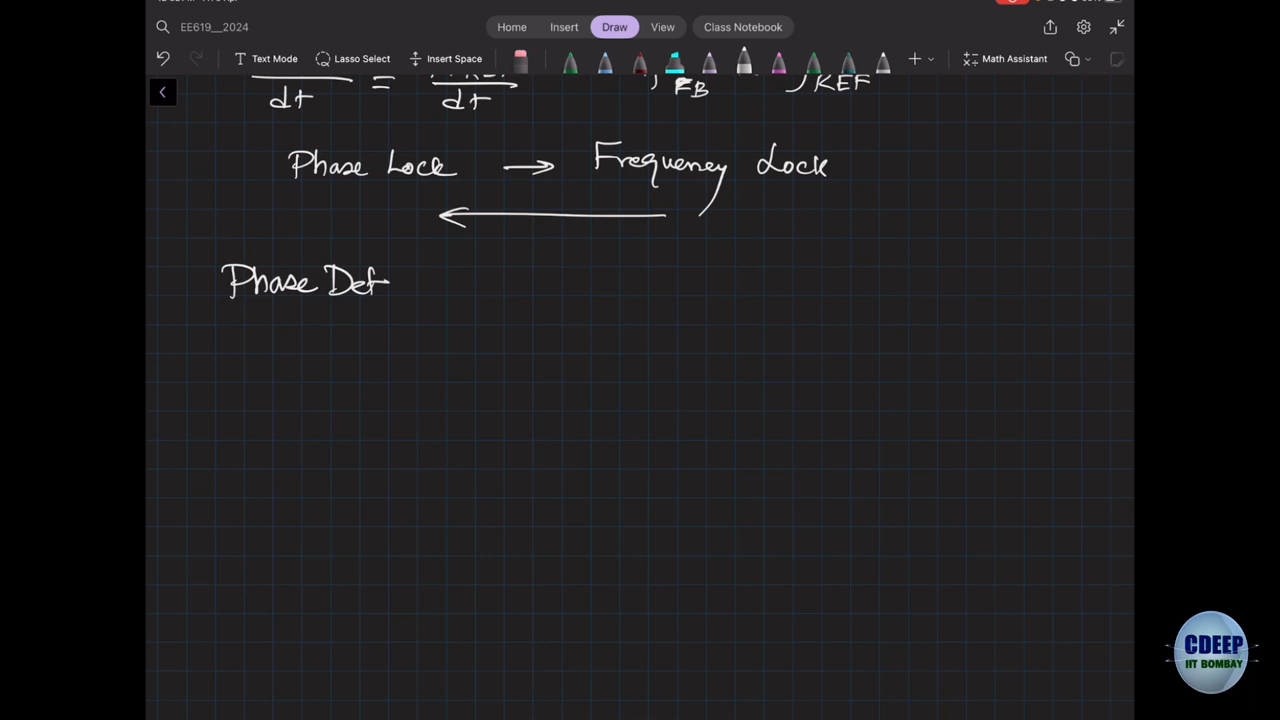 EE619__2024
Home Insert Draw View Class Notebook
Text Mode Lasso Select Insert Space Math Assistant
dt = dt FB REF
Phase Lock → Frequency Lock
←
Phase Det
CDEEP
IIT BOMBAY